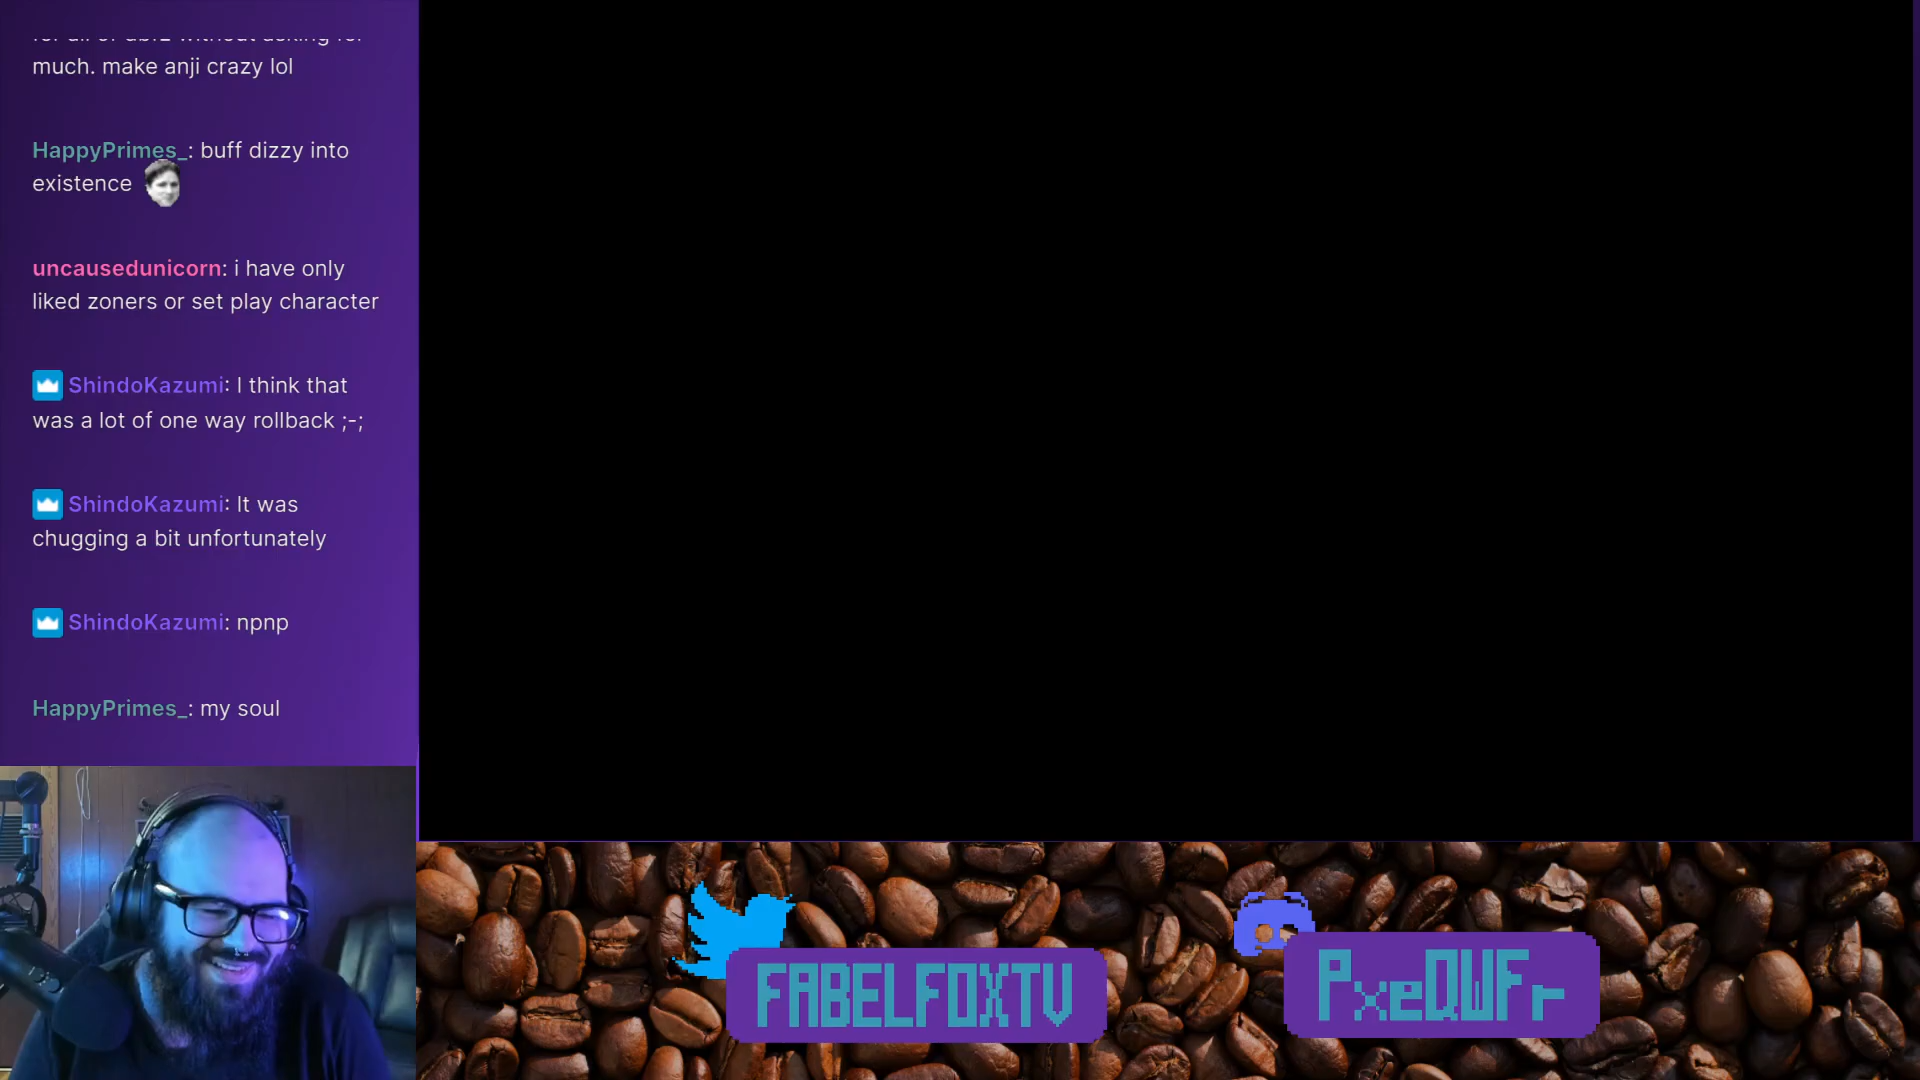 much. make anji crazy lol
HappyPrimes_: buff dizzy into
existence
uncausedunicorn: i have only
liked zoners or set play character
ShindoKazumi: I think that
was a lot of one way rollback ;-;
ShindoKazumi: It was
chugging a bit unfortunately
ShindoKazumi: npnp
HappyPrimes_: my soul
FABELFOXTV
PxeQWFr